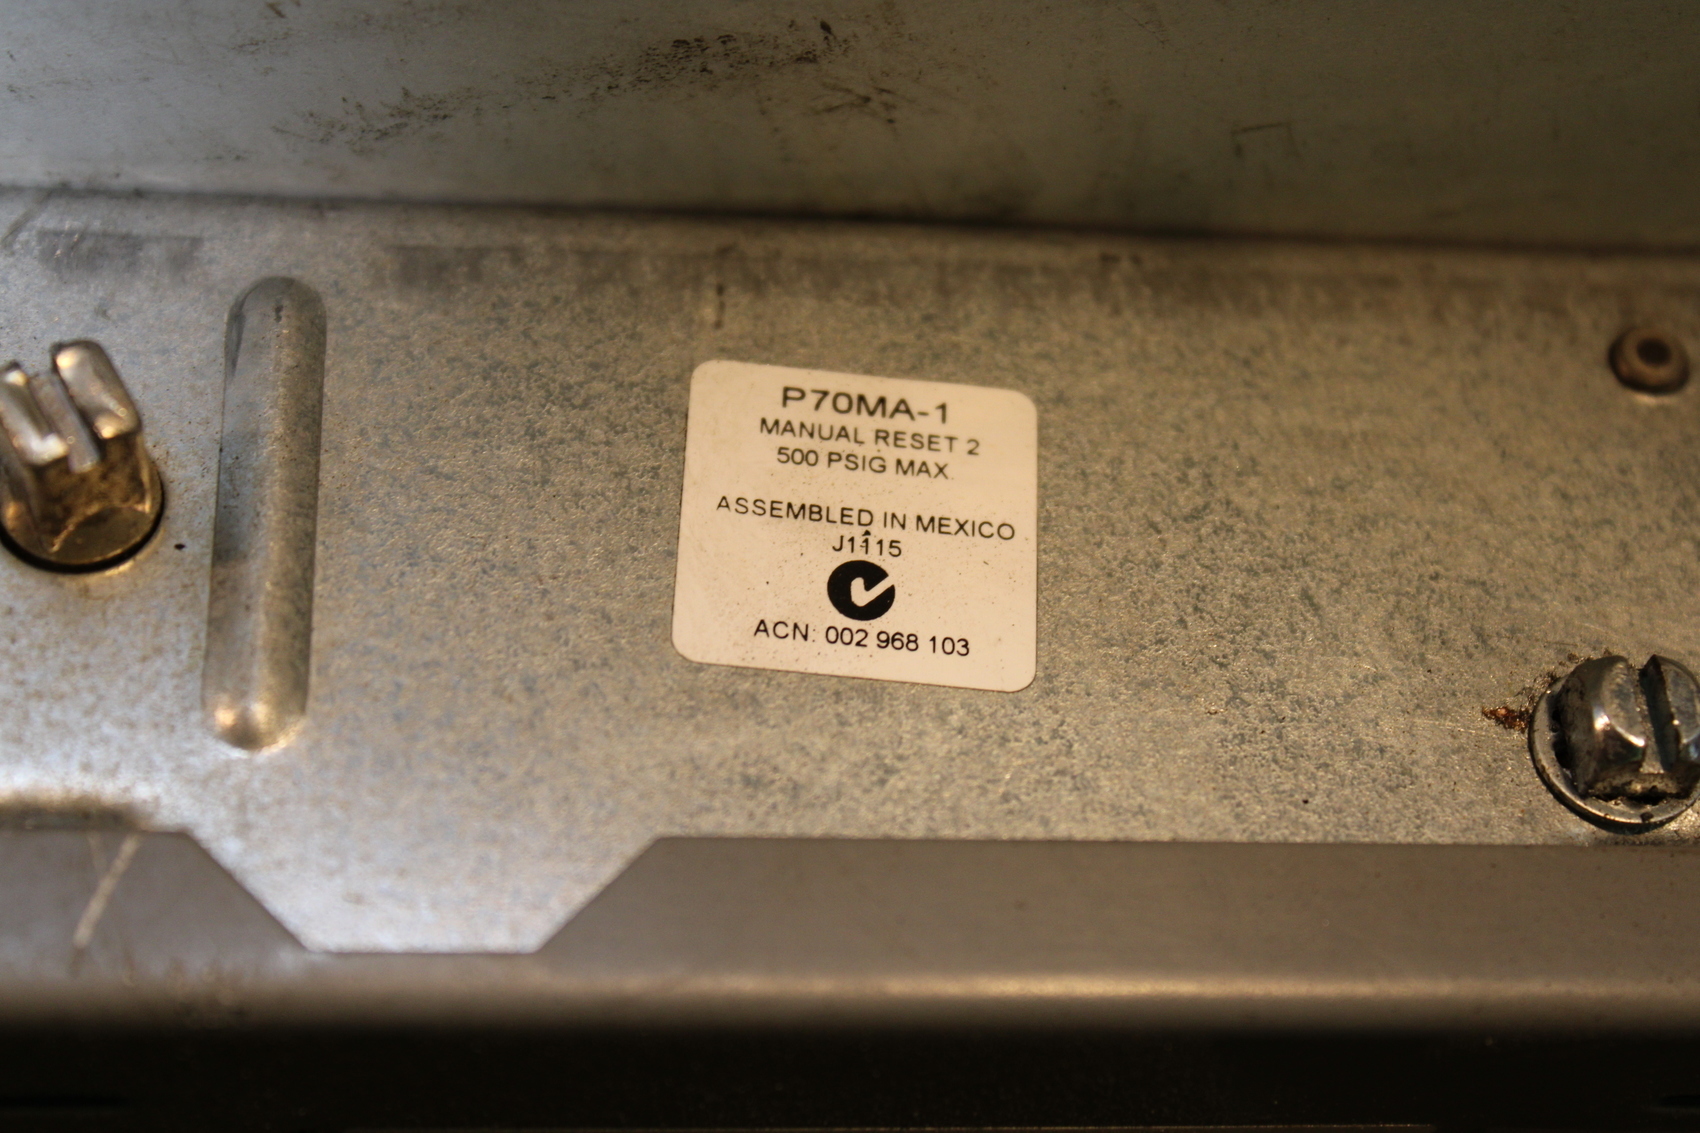 P70MA-1
MANUAL RESET 2
500 PSIG MAX.
ASSEMBLED IN MEXICO
J1115
ACN: 002 968 103